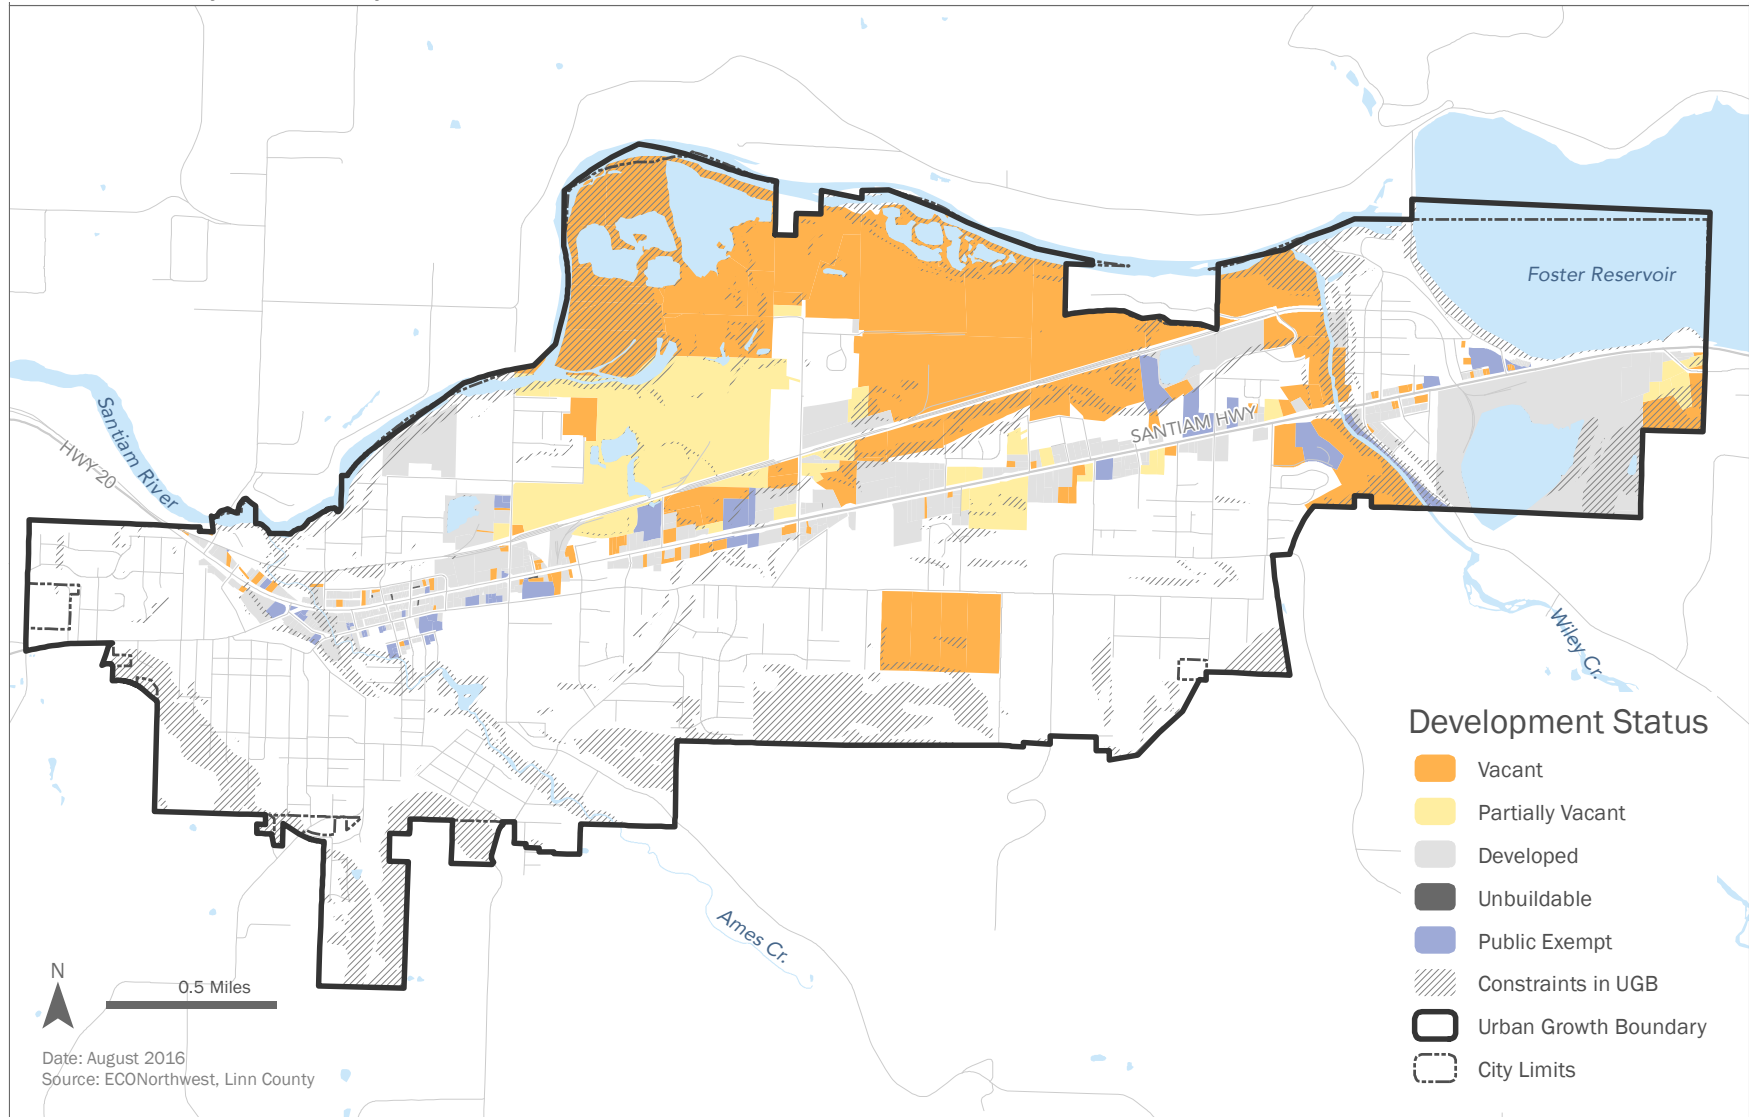 Foster Reservoir
Santiam River
HWY 20
SANTIAM HWY
Wiley Cr.
Ames Cr.
Development Status
Vacant
Partially Vacant
Developed
Unbuildable
Public Exempt
Constraints in UGB
Urban Growth Boundary
City Limits
N
0.5 Miles
Date: August 2016
Source: ECONorthwest, Linn County